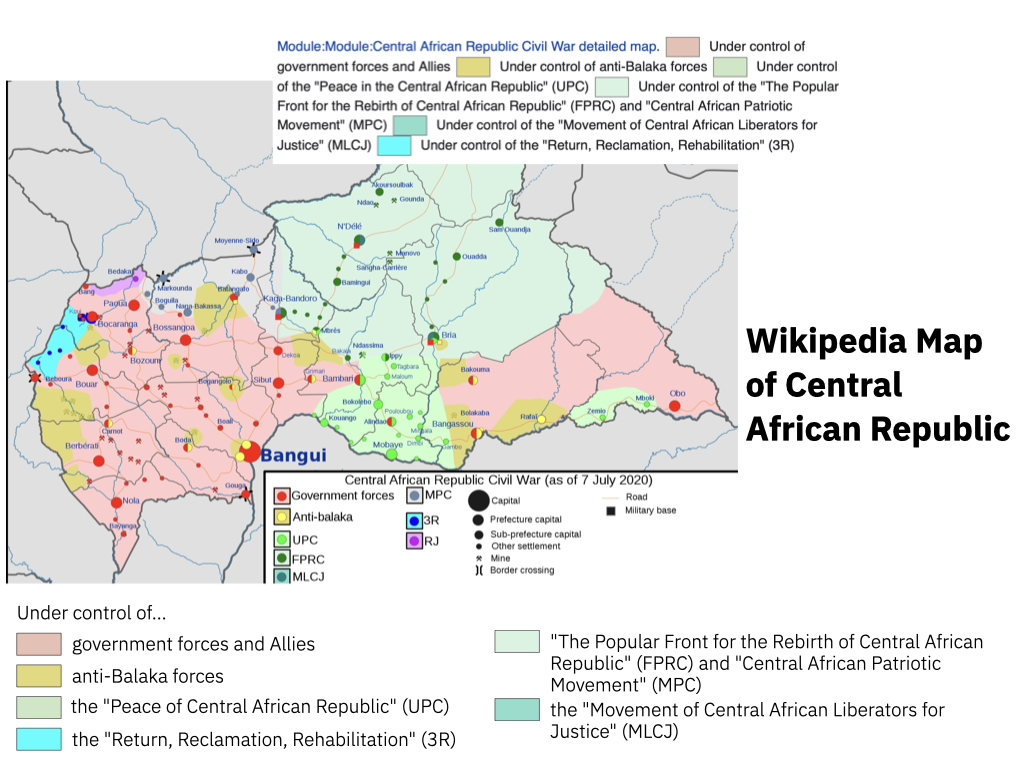 Module:Module:Central African Republic Civil War detailed map. Under control of
government forces and Allies Under control of anti-Balaka forces Under control
of the "Peace in the Central African Republic" (UPC) Under control of the "The Popular
Front for the Rebirth of Central African Republic" (FPRC) and "Central African Patriotic
Movement" (MPC) Under control of the "Movement of Central African Liberators for
Justice" (MLCJ) Under control of the "Return, Reclamation, Rehabilitation" (3R)
Akoursoulbak
Ndas
Gounda
N'Délé
Sam Ouandja
Moyenne-Sido
Manovo
Ouadda
Sangha-Carrière
Bedaka
Kabo
Bamingui
Markounda
Bang
Batangafo
Boguila
Nana-Bakassa
Kaga-Bandoro
Paoua
Bocaranga
Bossangoa
Mbrès
Bria
Ndassima
Bakala
Dekoa
Ippy
Bozoum
Tagbara
Bakouma
Grimari
Maloum
Beboura
Bouar
Bogangolo
Sibut
Bambari
Obo
Mboki
Bokolobo
Pouloubou
Zemio
Kouango
Alindao
Bolakaba
Rafai
Carnot
Boali
Bangassou
Berbérati
Boda
Mobaye
Dimbi
Gambo
Bangui
Gouga
Nola
Bayanga
Central African Republic Civil War (as of 7 July 2020)
Government forces
MPC
Capital
Road
Anti-balaka
3R
Prefecture capital
Military base
UPC
RJ
Sub-prefecture capital
FPRC
Other settlement
MLCJ
Mine
Border crossing
Wikipedia Map
of Central
African Republic
Under control of...
government forces and Allies
anti-Balaka forces
the "Peace of Central African Republic" (UPC)
the "Return, Reclamation, Rehabilitation" (3R)
"The Popular Front for the Rebirth of Central African
Republic" (FPRC) and "Central African Patriotic
Movement" (MPC)
the "Movement of Central African Liberators for
Justice" (MLCJ)